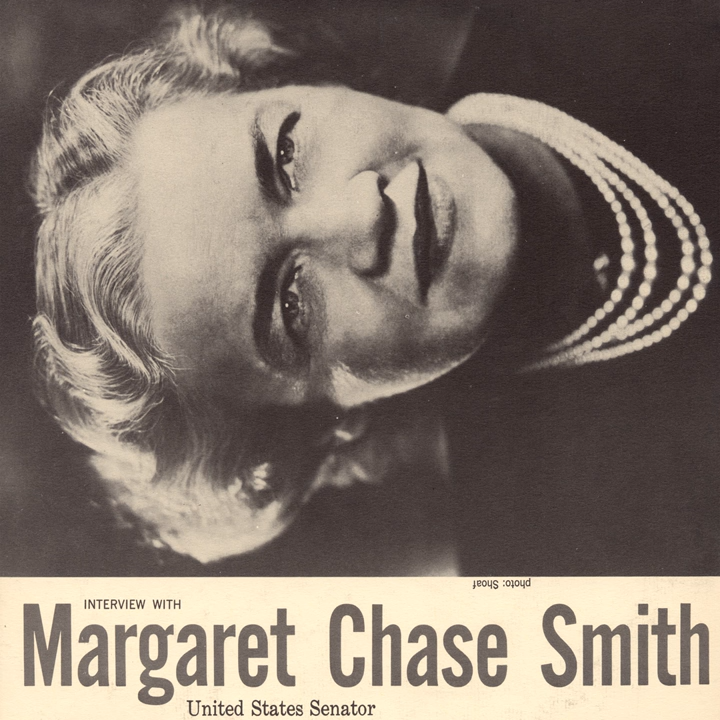 photo: Shoaf
INTERVIEW WITH
Margaret Chase Smith
United States Senator